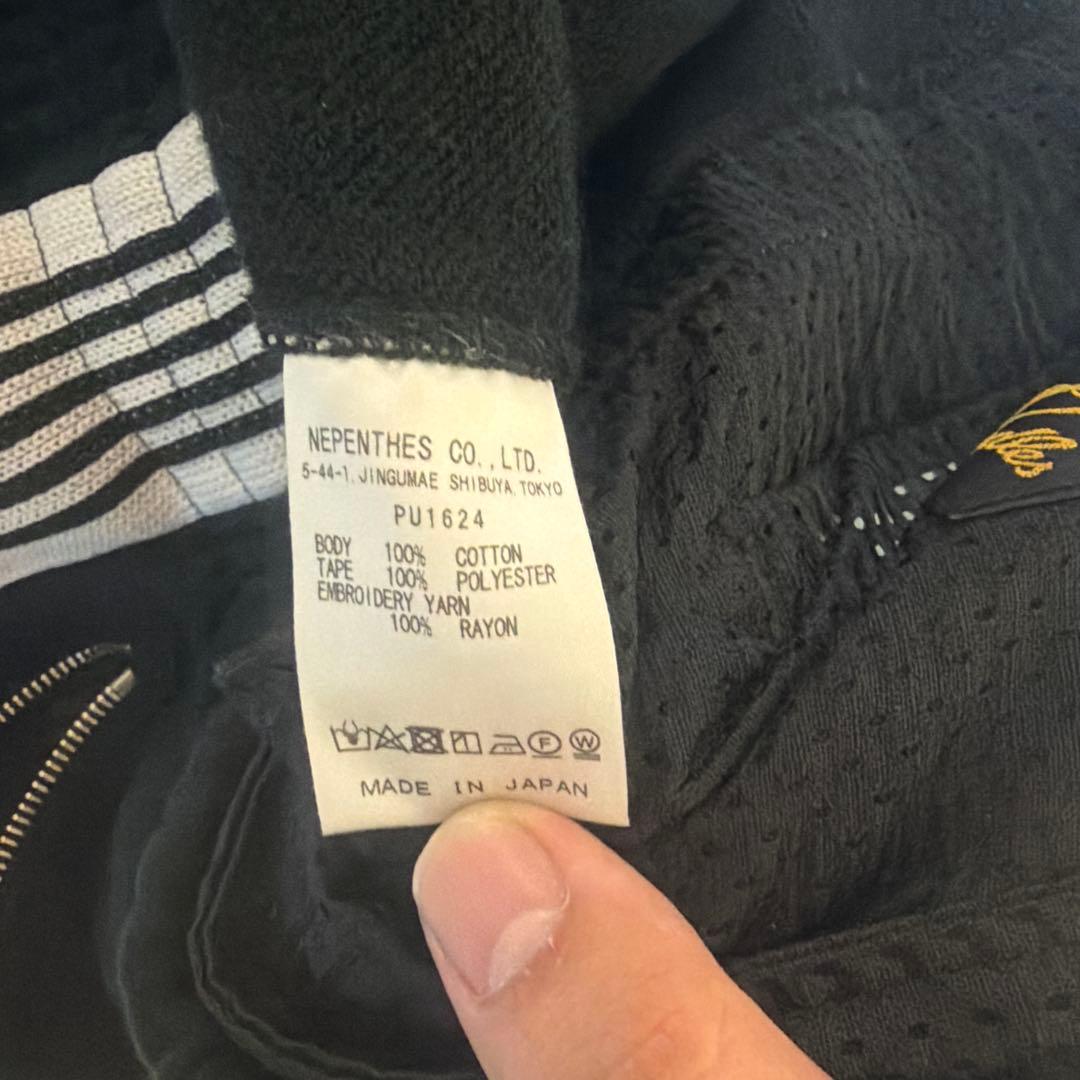 NEPENTHES CO.,LTD.
5-44-1, JINGUMAE SHIBUYA, TOKYO
PU1624
BODY 100% COTTON
TAPE 100% POLYESTER
EMBROIDERY YARN
100% RAYON
F W
MADE IN JAPAN